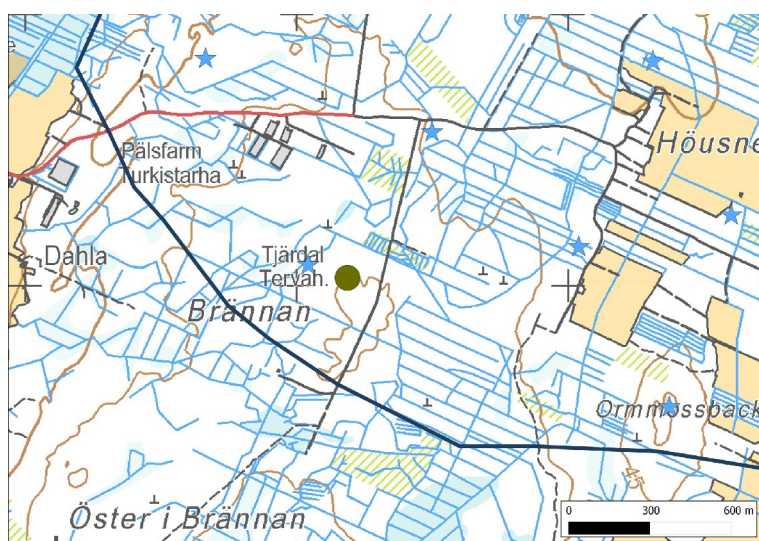 e
Pälsfarm
Turkistarha
Höusne
Dahla
Tjärdal
Tervah.
Brännan
Ormmossback
45
Öster i Brännan
0 300 600 m